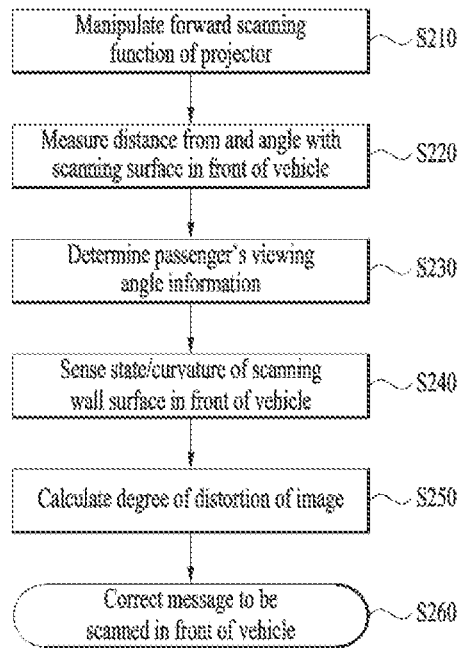 Manipulate forward scanning
function of projector
S210
Measure distance from and angle with
scanning surface in front of vehicle
S220
Determine passenger's viewing
angle information
S230
Sense state/curvature of scanning
wall surface in front of vehicle
S240
Calculate degree of distortion of image
S250
Correct message to be
scanned in front of vehicle
S260